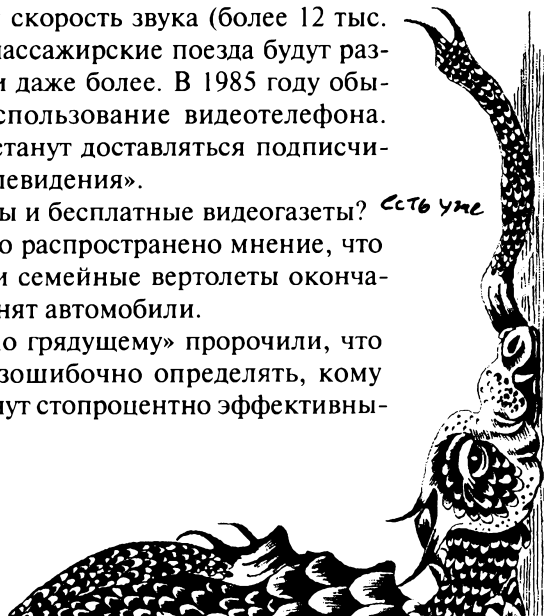 скорость звука (более 12 тыс.
пассажирские поезда будут раз-
и даже более. В 1985 году обы-
спользование видеотелефона.
станут доставляться подписчи-
левидения».
ы и бесплатные видеогазеты? есть уже
о распространено мнение, что
и семейные вертолеты оконча-
нят автомобили.
о грядущему» пророчили, что
зошибочно определять, кому
нут стопроцентно эффективны-